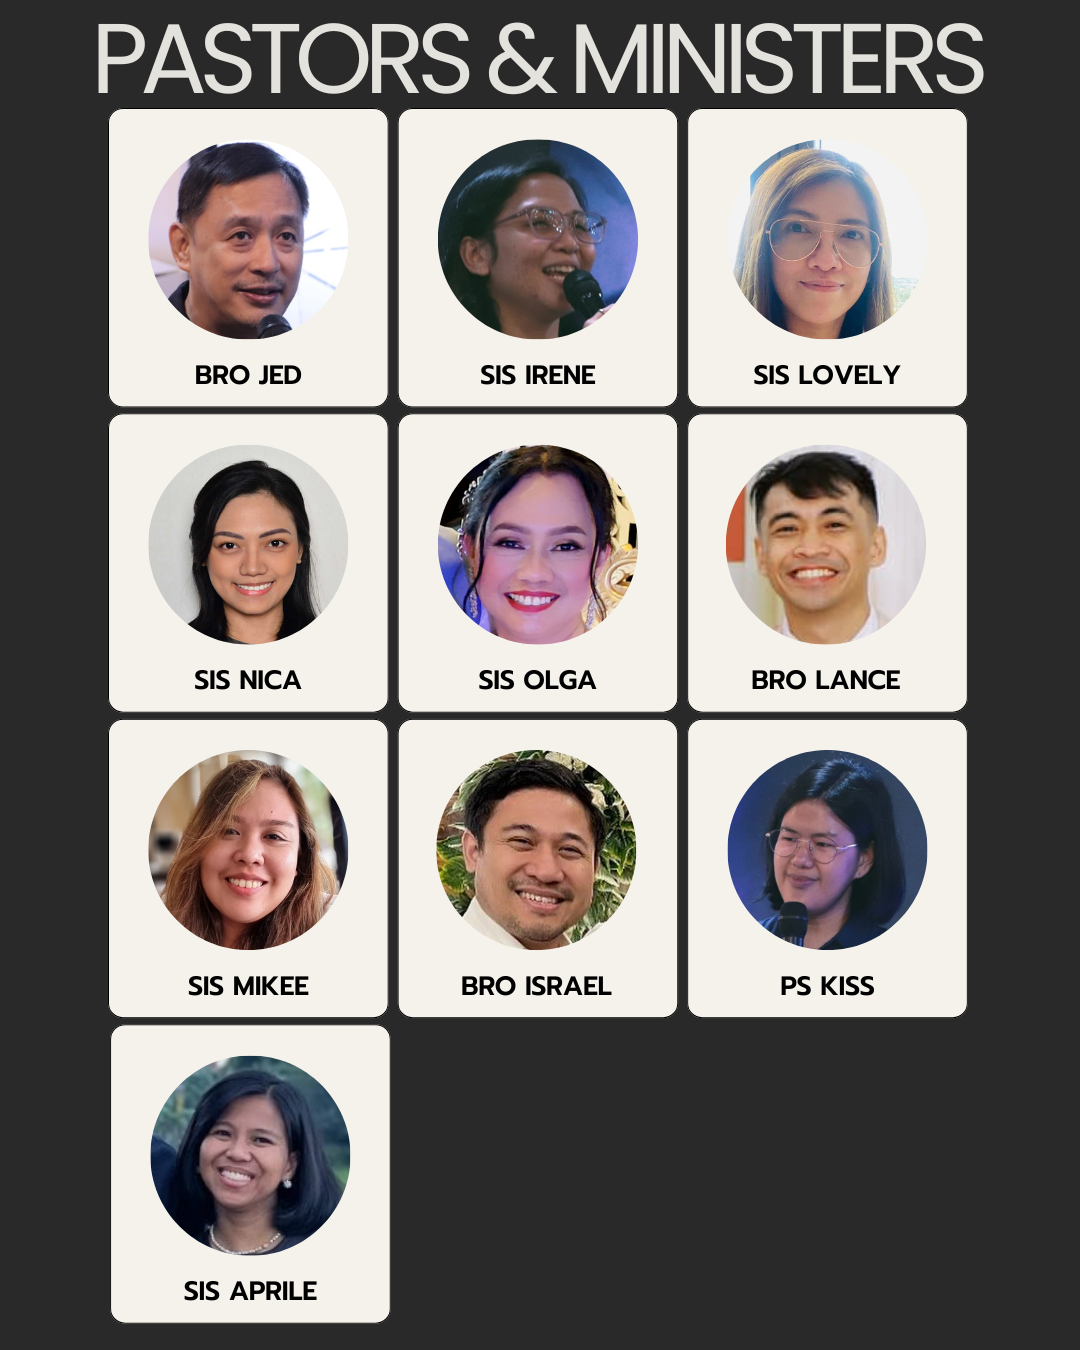 PASTORS & MINISTERS
BRO JED
SIS IRENE
SIS LOVELY
SIS NICA
SIS OLGA
BRO LANCE
SIS MIKEE
BRO ISRAEL
PS KISS
SIS APRILE